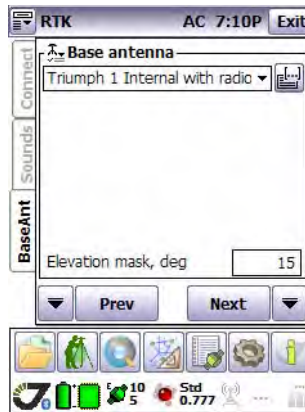 RTK AC 7:10P Exit
Base antenna
Triumph 1 Internal with radio
Connect
Sounds
BaseAnt
Elevation mask, deg 15
Prev Next
10 Std
5 0.777 ...